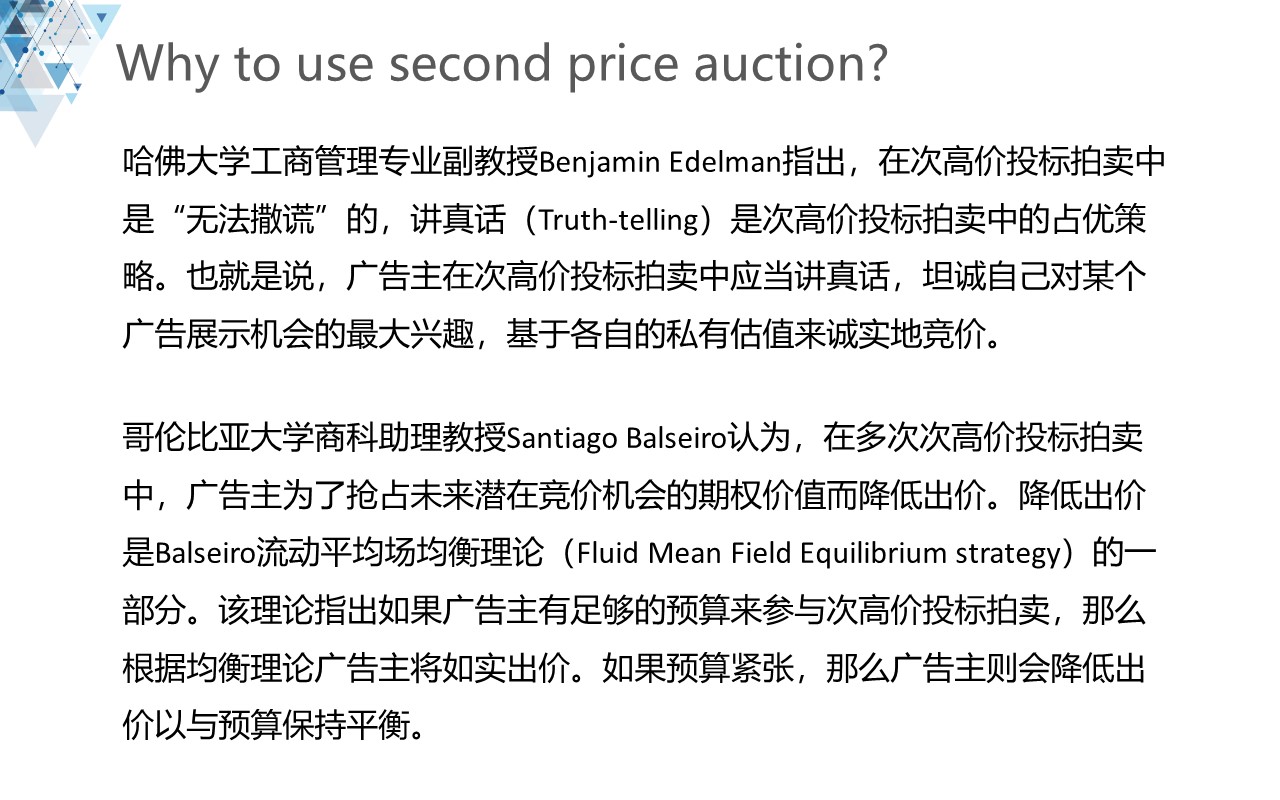 Why to use second price auction?
哈佛大学工商管理专业副教授Benjamin Edelman指出，在次高价投标拍卖中
是“无法撒谎”的，讲真话（Truth-telling）是次高价投标拍卖中的占优策
略。也就是说，广告主在次高价投标拍卖中应当讲真话，坦诚自己对某个
广告展示机会的最大兴趣，基于各自的私有估值来诚实地竞价。
哥伦比亚大学商科助理教授Santiago Balseiro认为，在多次次高价投标拍卖
中，广告主为了抢占未来潜在竞价机会的期权价值而降低出价。降低出价
是Balseiro流动平均场均衡理论（Fluid Mean Field Equilibrium strategy）的一
部分。该理论指出如果广告主有足够的预算来参与次高价投标拍卖，那么
根据均衡理论广告主将如实出价。如果预算紧张，那么广告主则会降低出
价以与预算保持平衡。